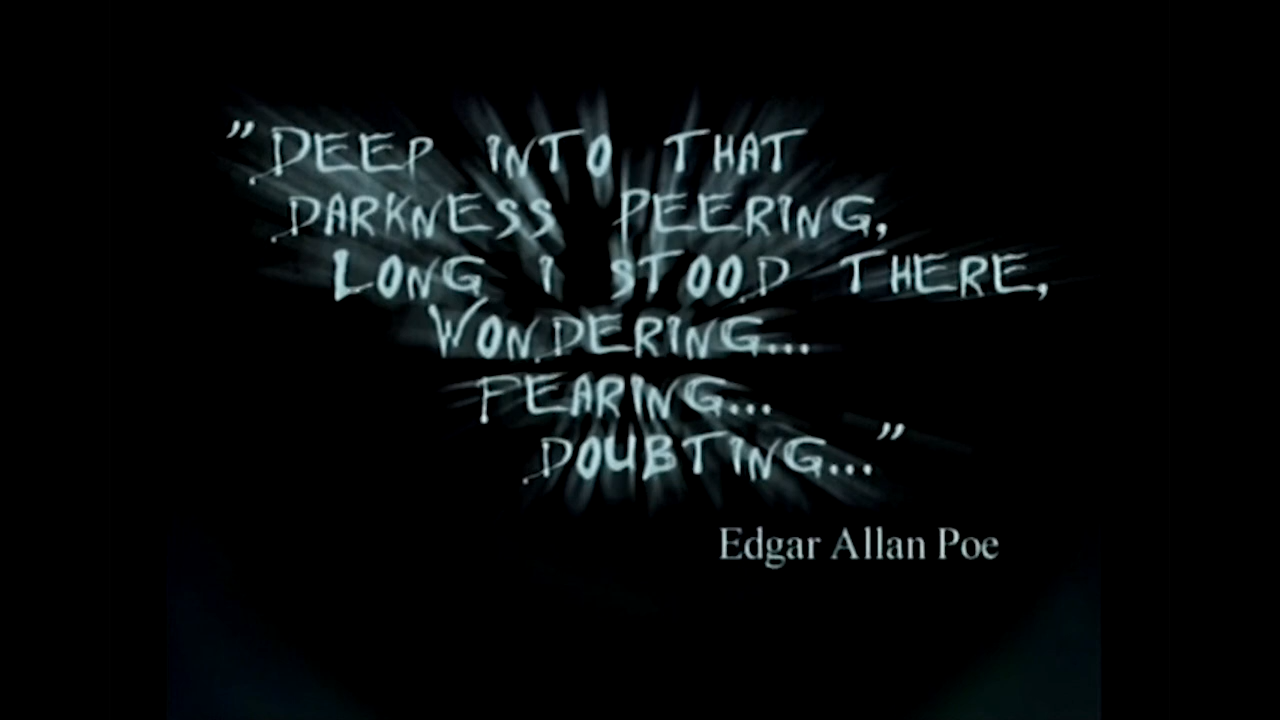 "DEEP INTO THAT
DARKNESS PEERING,
LONG I STOOD THERE,
WONDERING...
FEARING...
DOUBTING..."
Edgar Allan Poe